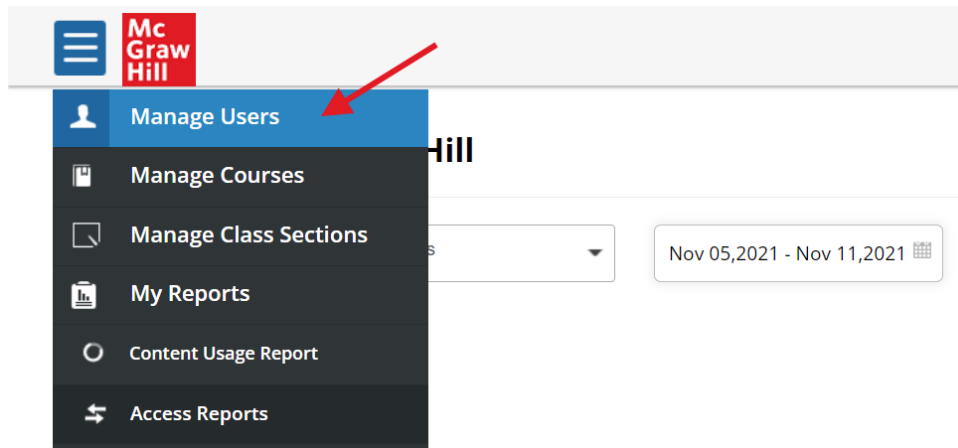 Mc
Graw
Hill
Manage Users
Hill
Manage Courses
Manage Class Sections
s
Nov 05,2021 - Nov 11,2021
My Reports
Content Usage Report
Access Reports